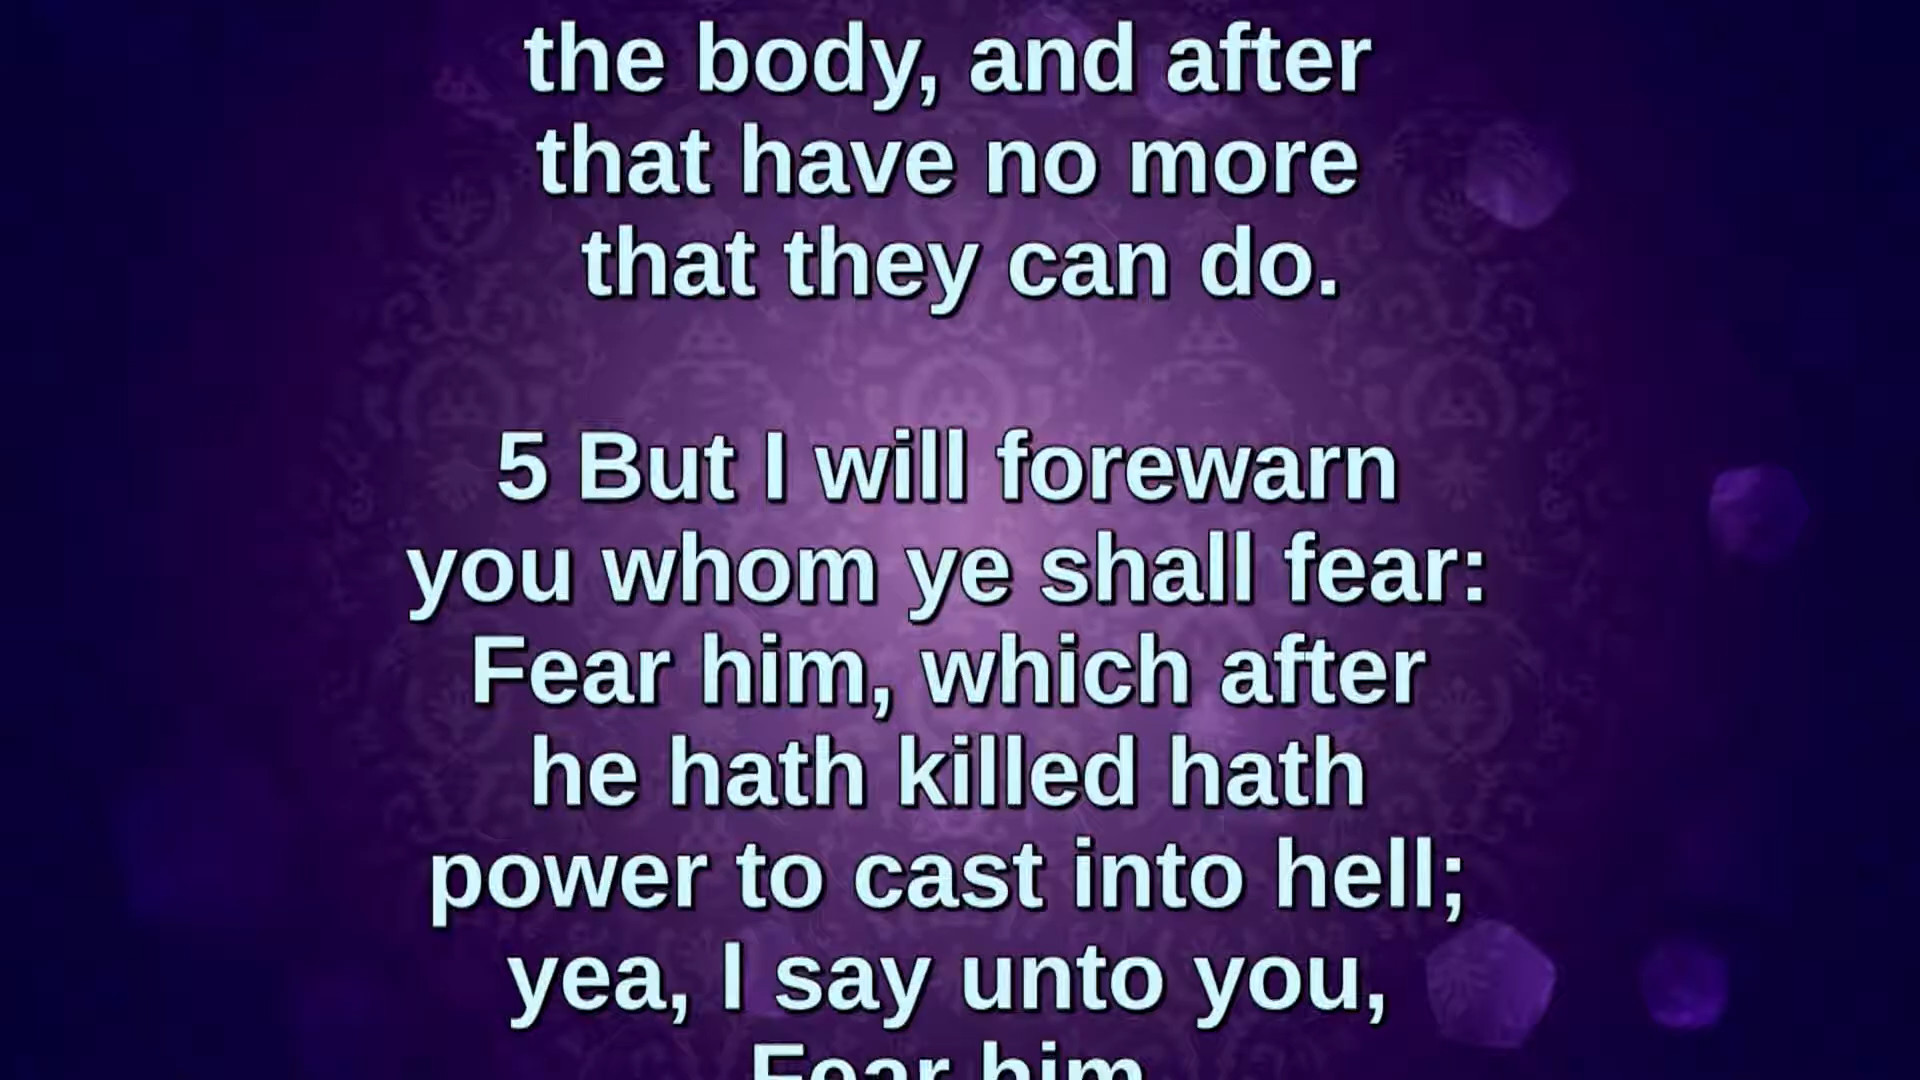 the body, and after
that have no more
that they can do.
5 But I will forewarn
you whom ye shall fear:
Fear him, which after
he hath killed hath
power to cast into hell;
yea, I say unto you,
Fear him.